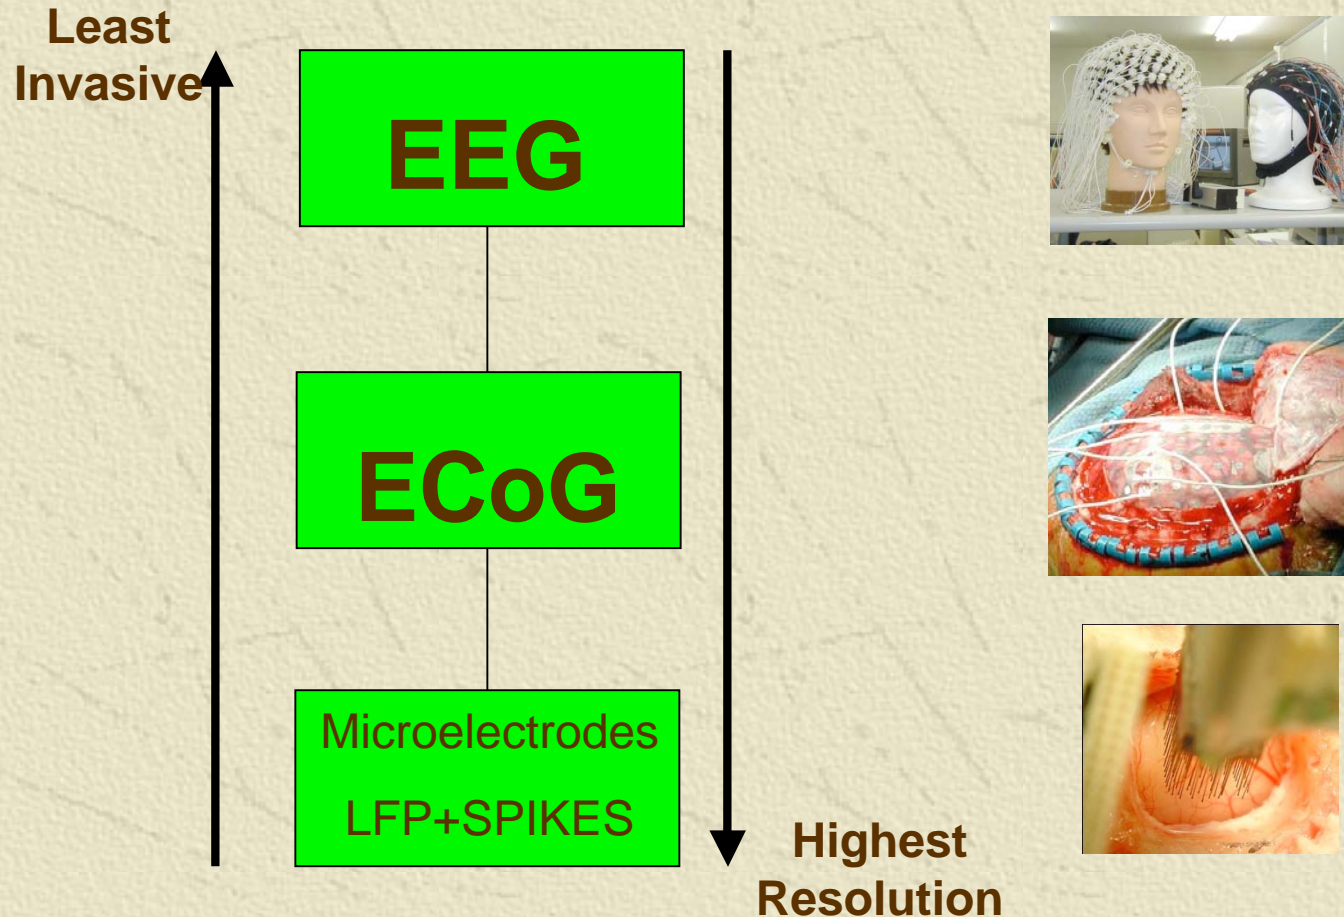 Least
Invasive
EEG
ECoG
Microelectrodes
LFP+SPIKES
Highest
Resolution